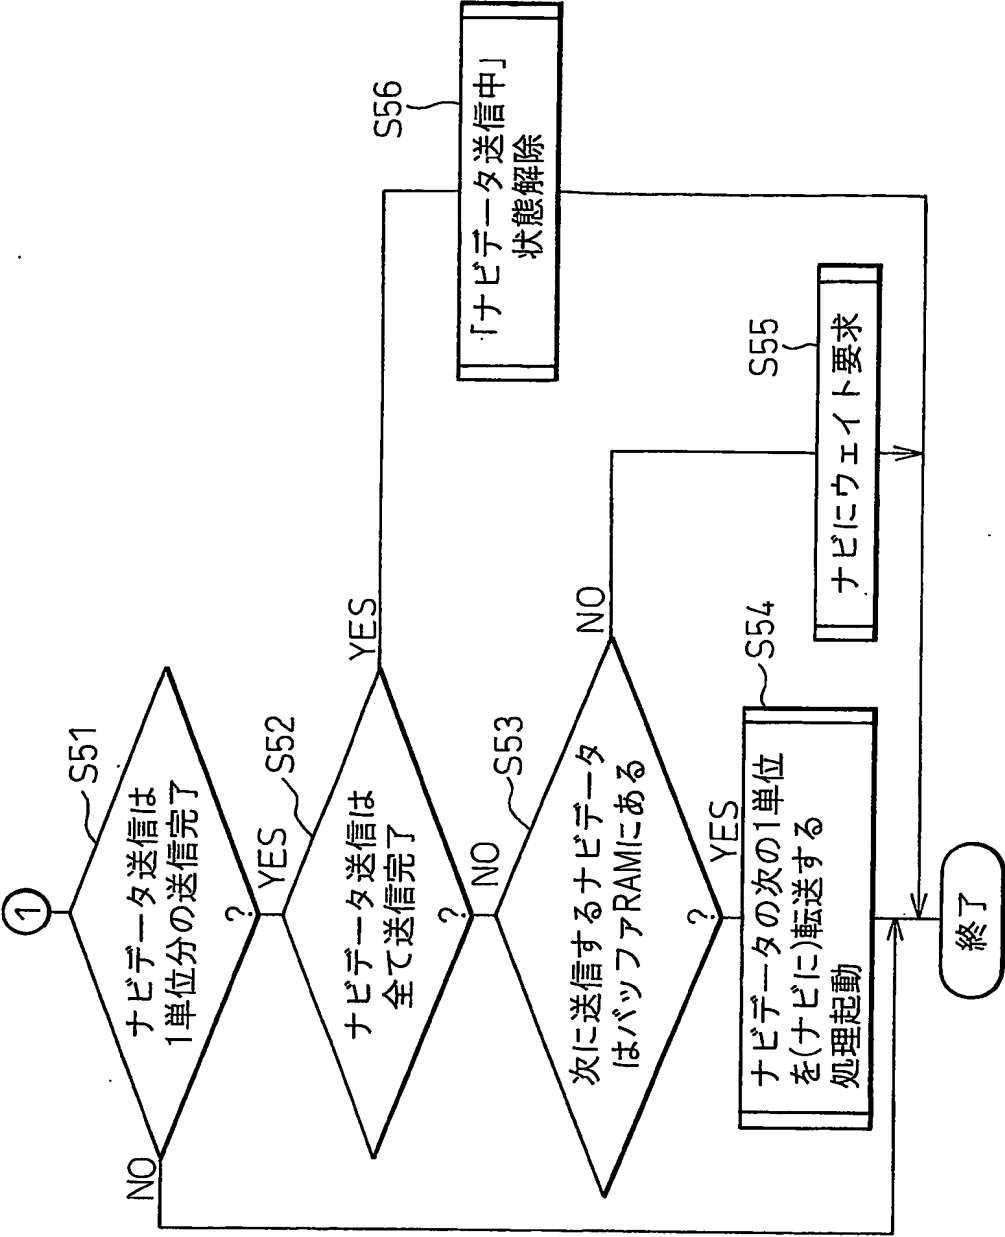 ①
S51
ナビデータ送信は
1単位分の送信完了
?
NO
YES
S52
ナビデータ送信は
全て送信完了
?
YES
NO
S53
次に送信するナビデータ
はバッファRAMにある
?
NO
YES
S54
ナビデータの次の1単位
を(ナビに)転送する
処理起動
S55
ナビにウェイト要求
S56
「ナビデータ送信中」
状態解除
終了